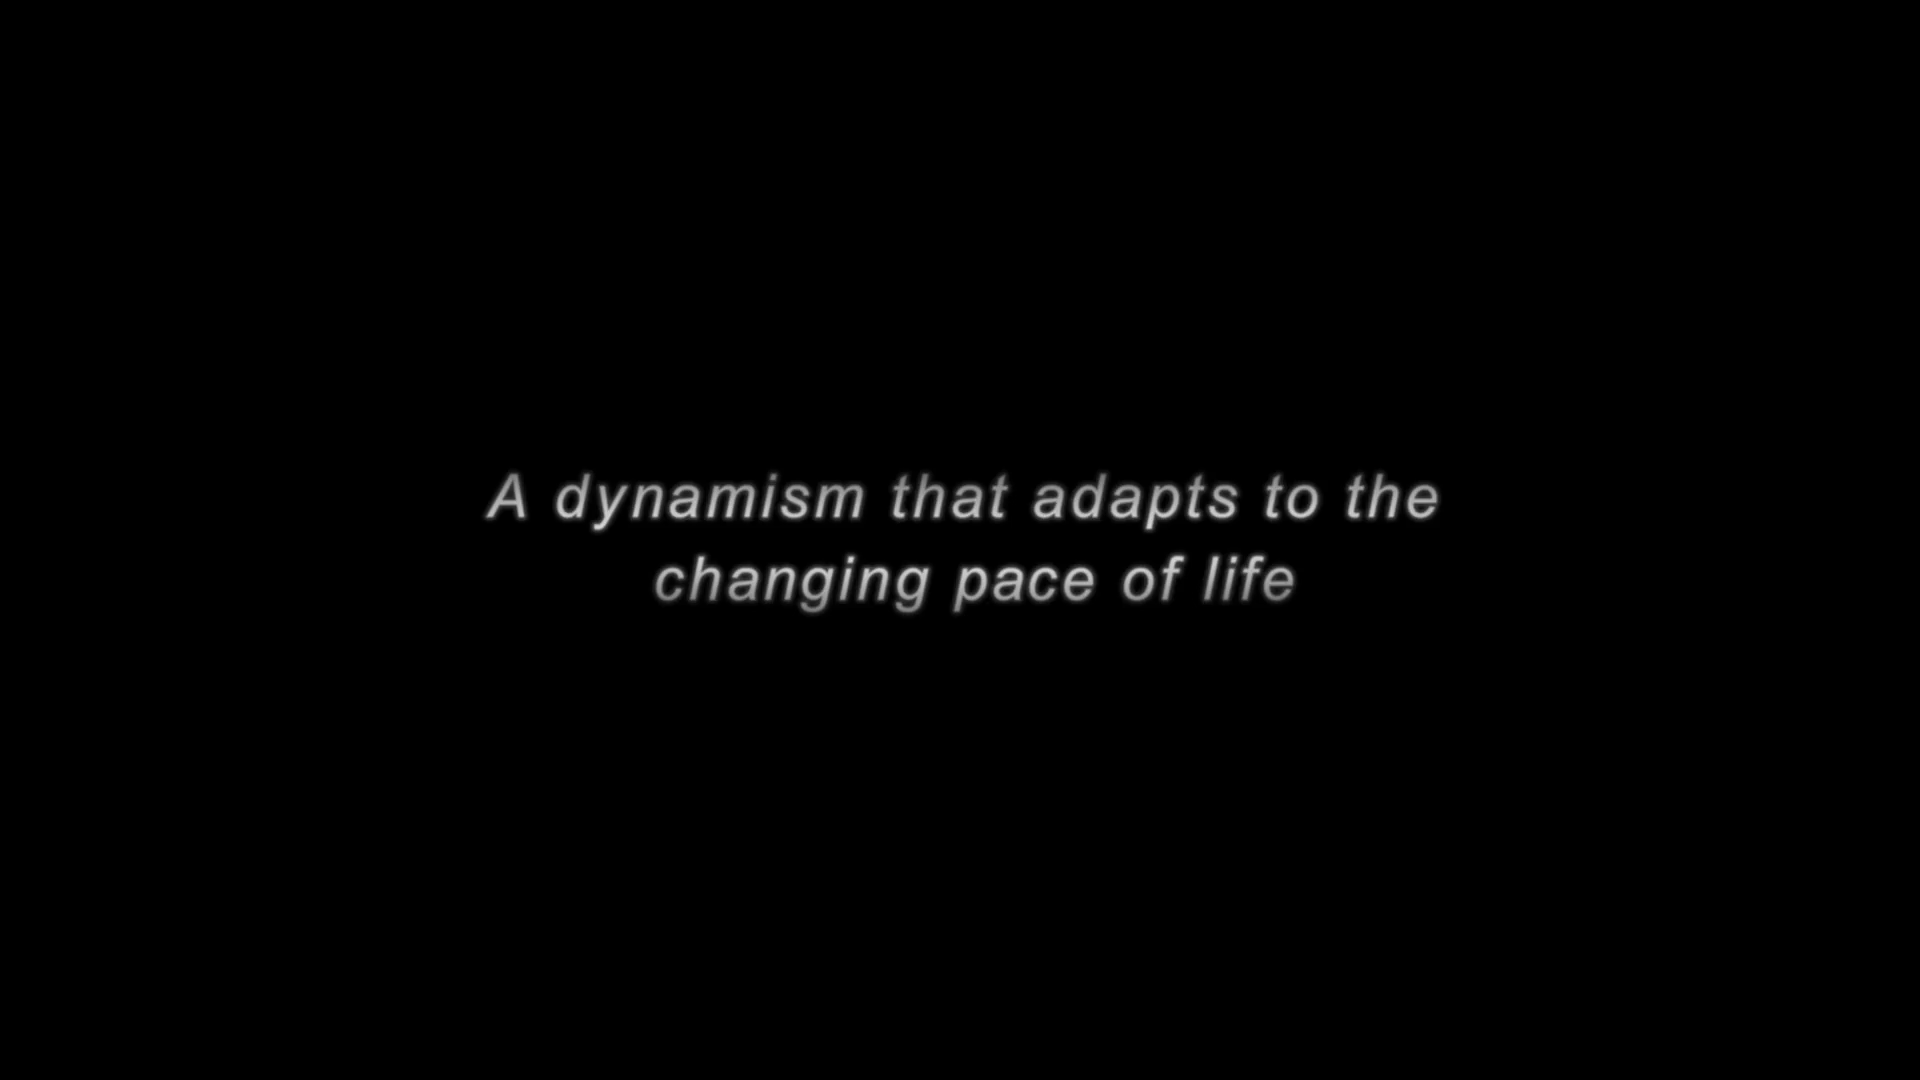 A dynamism that adapts to the
changing pace of life